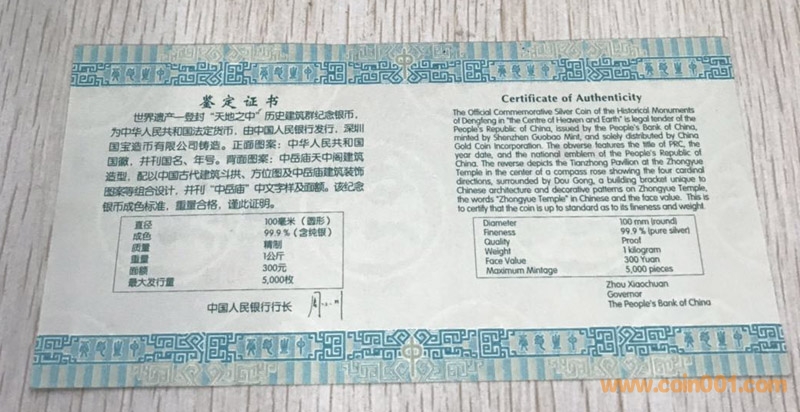 鉴定证书
世界遗产—登封“天地之中”历史建筑群纪念银币，
为中华人民共和国法定货币，由中国人民银行发行，深圳
国宝造币有限公司铸造。正面图案：中华人民共和国
国徽，并刊国名、年号。背面图案：中岳庙天中阁建筑
造型，配以中国古代建筑斗拱、方位图及中岳庙建筑装饰
图案等组合设计，并刊“中岳庙”中文字样及面额。该纪念
银币成色标准，重量合格，谨此证明。
直径 100毫米（圆形）
成色 99.9％（含纯银）
质量 精制
重量 1公斤
面额 300元
最大发行量 5,000枚
中国人民银行行长
Certificate of Authenticity
The Official Commemorative Silver Coin of the Historical Monuments
of Dengfeng in "the Centre of Heaven and Earth" is legal tender of the
People's Republic of China, issued by the People's Bank of China,
minted by Shenzhen Guobao Mint, and solely distributed by China
Gold Coin Incorporation. The obverse features the title of PRC, the
year date, and the national emblem of the People's Republic of
China. The reverse depicts the Tianzhong Pavilion at the Zhongyue
Temple in the center of a compass rose showing the four cardinal
directions, surrounded by Dou Gong, a building bracket unique to
Chinese architecture and decorative patterns on Zhongyue Temple,
the words "Zhongyue Temple" in Chinese and the face value. This is
to certify that the coin is up to standard as to its fineness and weight.
Diameter 100 mm (round)
Fineness 99.9 % (pure silver)
Quality Proof
Weight 1 kilogram
Face Value 300 Yuan
Maximum Mintage 5,000 pieces
Zhou Xiaochuan
Governor
The People's Bank of China
www.coin001.com